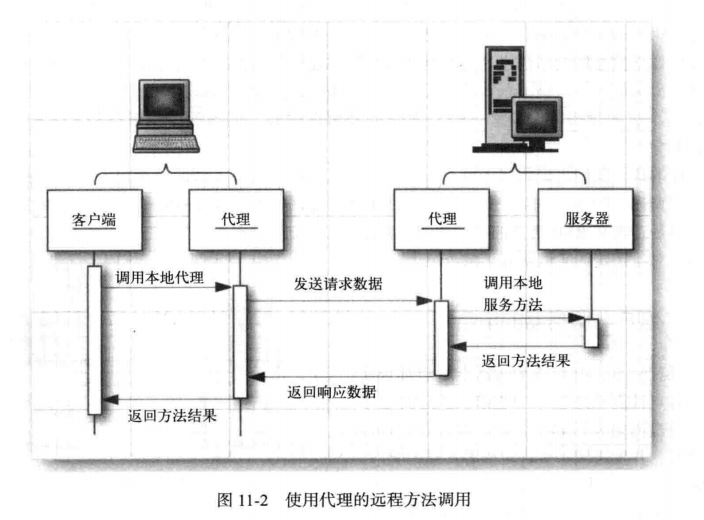 客户端
代理
代理
服务器
调用本地代理
发送请求数据
调用本地
服务方法
返回方法结果
返回响应数据
返回方法结果
图 11-2 使用代理的远程方法调用